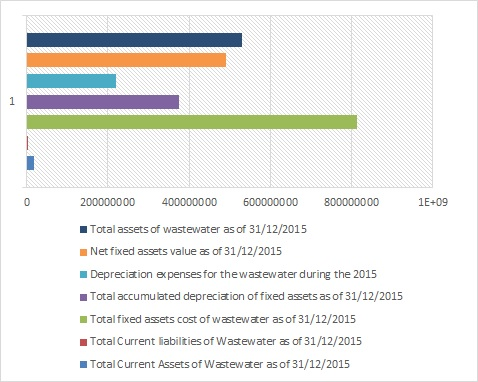 1
0 200000000 400000000 600000000 800000000 1E+09
Total assets of wastewater as of 31/12/2015
Net fixed assets value as of 31/12/2015
Depreciation expenses for the wastewater during the 2015
Total accumulated depreciation of fixed assets as of 31/12/2015
Total fixed assets cost of wastewater as of 31/12/2015
Total Current liabilities of Wastewater as of 31/12/2015
Total Current Assets of Wastewater as of 31/12/2015